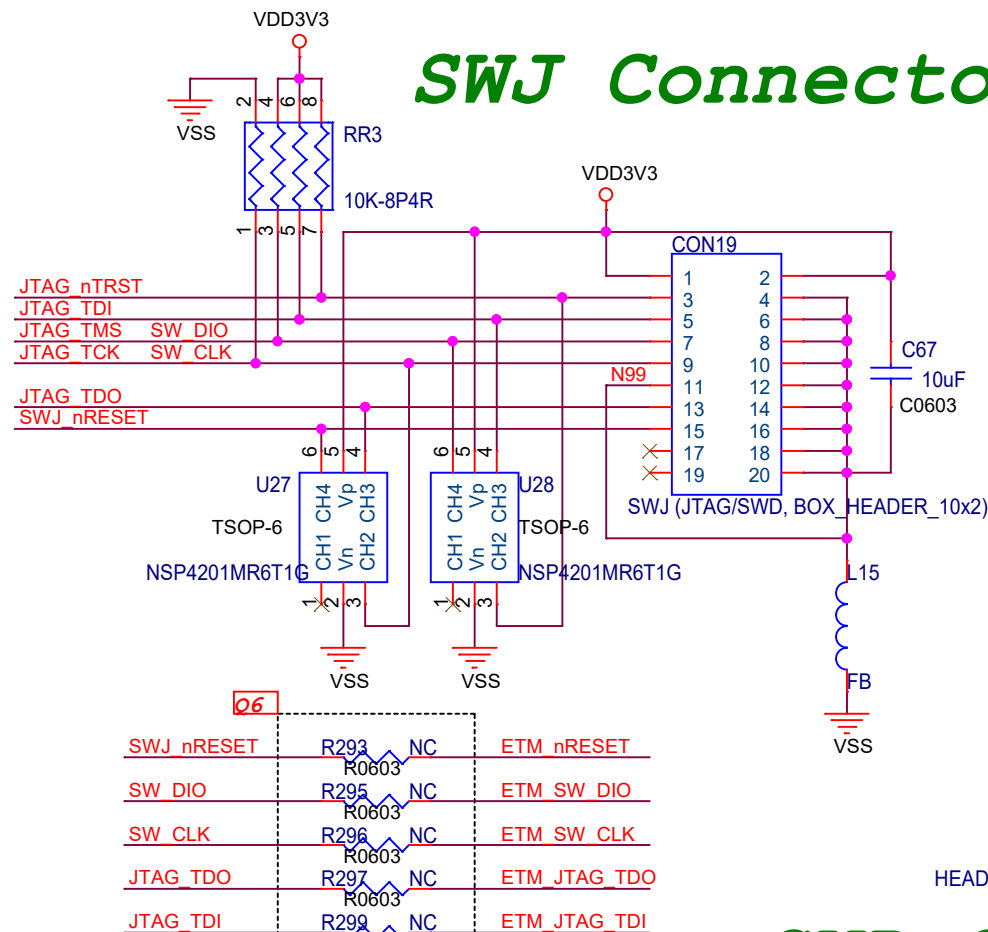 VDD3V3
SWJ Connecto
2 4 6 8
VSS
RR3
10K-8P4R
1 3 5 7
VDD3V3
CON19
JTAG_nTRST
JTAG_TDI
JTAG_TMS SW_DIO
JTAG_TCK SW_CLK
N99
JTAG_TDO
SWJ_nRESET
1 2
3 4
5 6
7 8
9 10
11 12
13 14
15 16
17 18
19 20
C67
10uF
C0603
SWJ (JTAG/SWD, BOX_HEADER_10x2)
6 5 4
U27
CH4 Vp CH3
TSOP-6
CH1 Vn CH2
NSP4201MR6T1G
1 2 3
VSS
6 5 4
U28
CH4 Vp CH3
TSOP-6
CH1 Vn CH2
NSP4201MR6T1G
1 2 3
VSS
L15
FB
VSS
Q6
SWJ_nRESET R293 NC ETM_nRESET
R0603
SW_DIO R295 NC ETM_SW_DIO
R0603
SW_CLK R296 NC ETM_SW_CLK
R0603
JTAG_TDO R297 NC ETM_JTAG_TDO
R0603
HEAD
JTAG_TDI R299 NC ETM_JTAG_TDI